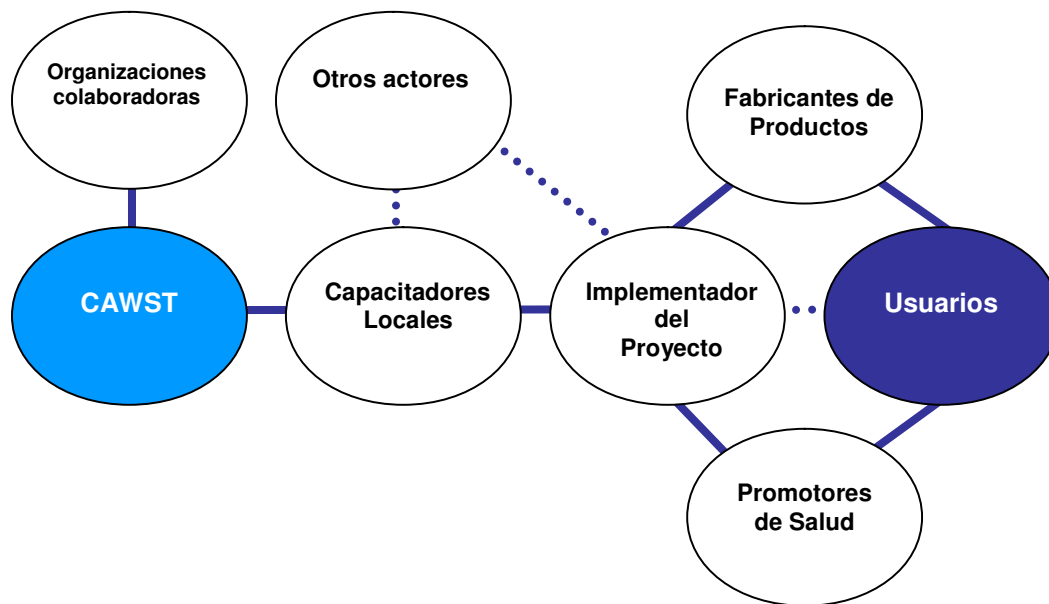 Organizaciones
colaboradoras
Otros actores
Fabricantes de
Productos
CAWST
Capacitadores
Locales
Implementador
del
Proyecto
Usuarios
Promotores
de Salud